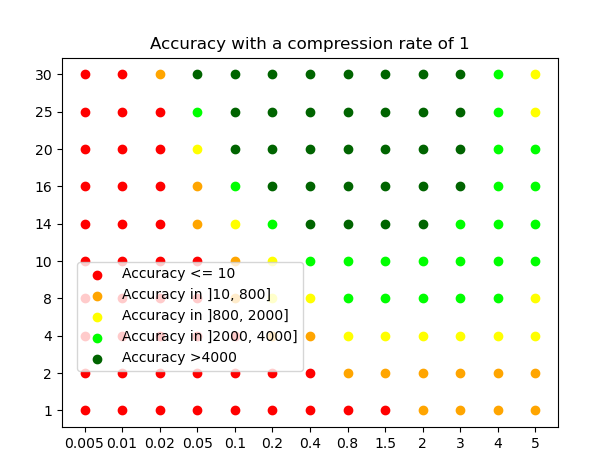 Accuracy with a compression rate of 1
30
25
20
16
14
10
8
4
2
1
Accuracy <= 10
Accuracy in ]10, 800]
Accuracy in ]800, 2000]
Accuracy in ]2000, 4000]
Accuracy >4000
0.005 0.01 0.02 0.05 0.1 0.2 0.4 0.8 1.5 2 3 4 5